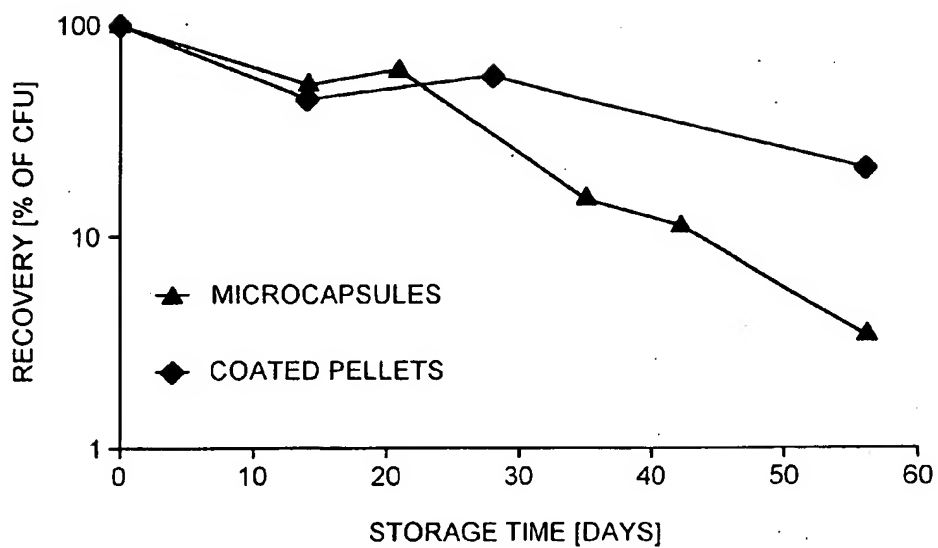 RECOVERY [% OF CFU]
100
10
1
MICROCAPSULES
COATED PELLETS
0 10 20 30 40 50 60
STORAGE TIME [DAYS]